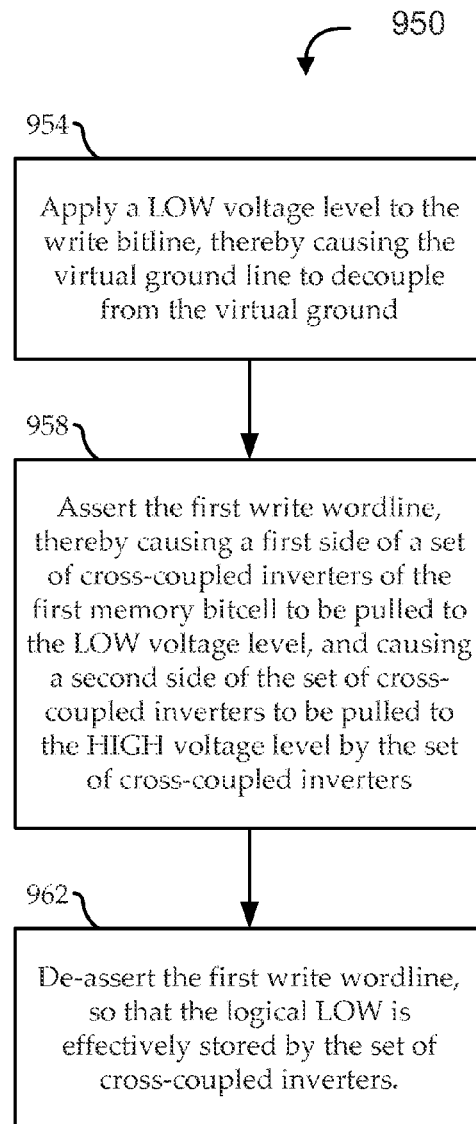 950
954
Apply a LOW voltage level to the
write bitline, thereby causing the
virtual ground line to decouple
from the virtual ground
958
Assert the first write wordline,
thereby causing a first side of a set
of cross-coupled inverters of the
first memory bitcell to be pulled to
the LOW voltage level, and causing
a second side of the set of cross-
coupled inverters to be pulled to
the HIGH voltage level by the set
of cross-coupled inverters
962
De-assert the first write wordline,
so that the logical LOW is
effectively stored by the set of
cross-coupled inverters.